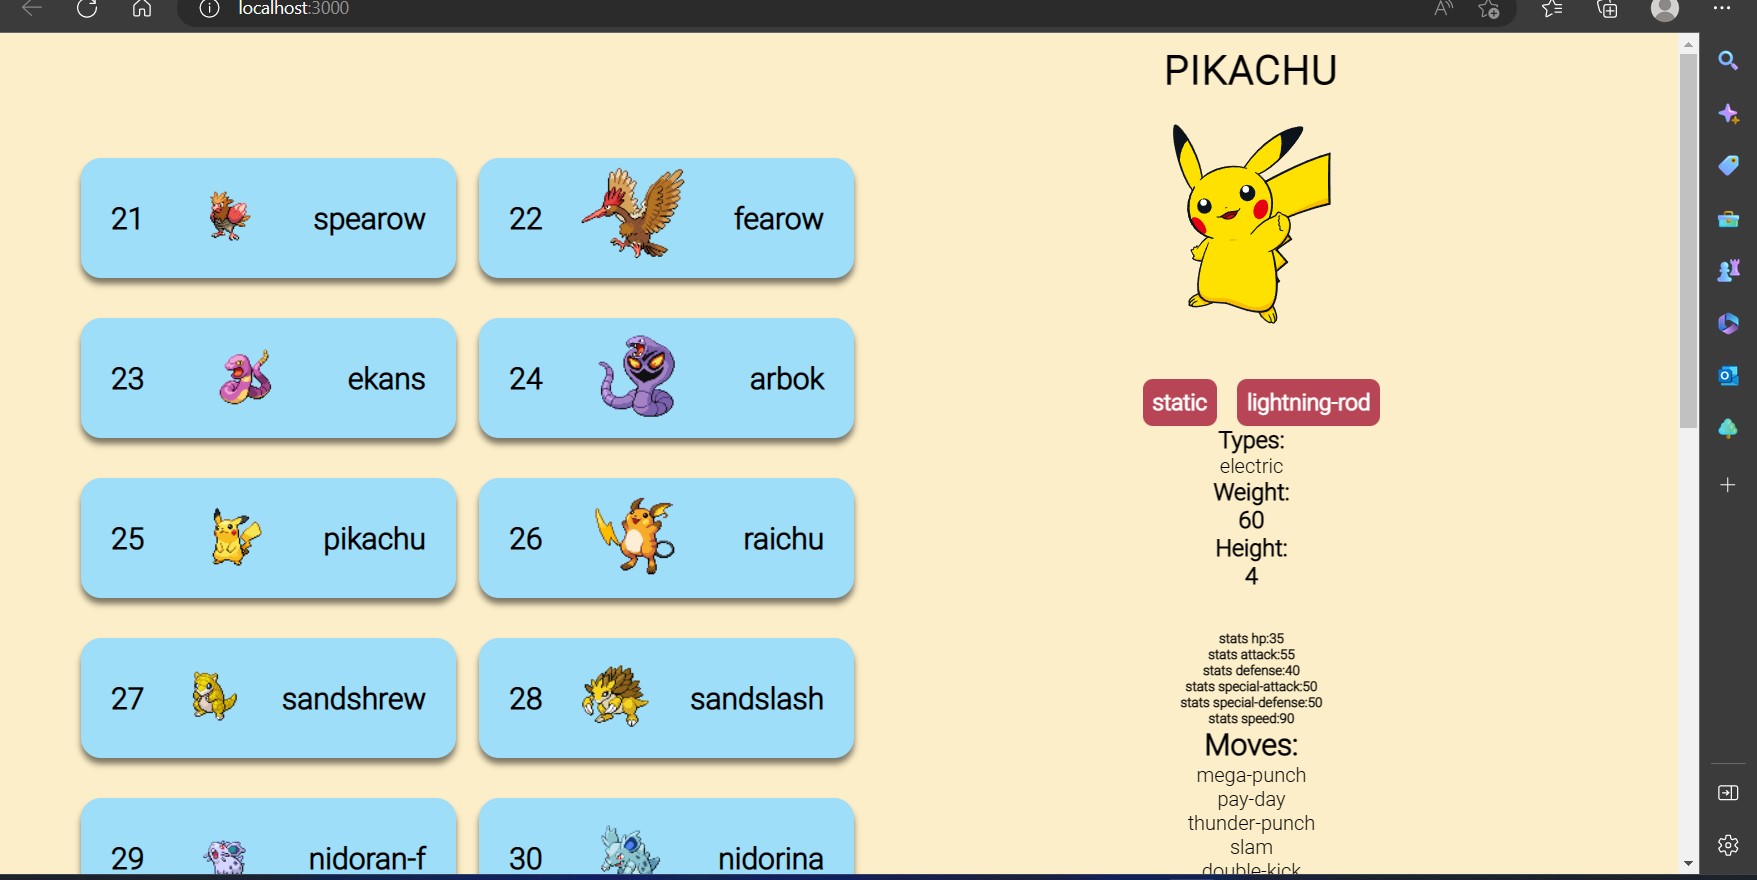 localhost:3000
21 spearow
22 fearow
23 ekans
24 arbok
25 pikachu
26 raichu
27 sandshrew
28 sandslash
29 nidoran-f
30 nidorina
PIKACHU
static lightning-rod
Types:
electric
Weight:
60
Height:
4
stats hp:35
stats attack:55
stats defense:40
stats special-attack:50
stats special-defense:50
stats speed:90
Moves:
mega-punch
pay-day
thunder-punch
slam
double-kick